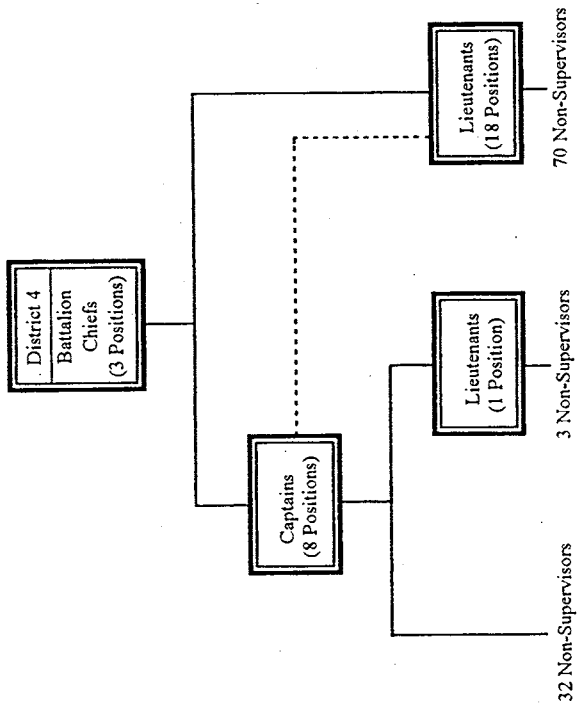 District 4
Battalion
Chiefs
(3 Positions)
Captains
(8 Positions)
Lieutenants
(18 Positions)
Lieutenants
(1 Position)
32 Non-Supervisors
3 Non-Supervisors
70 Non-Supervisors